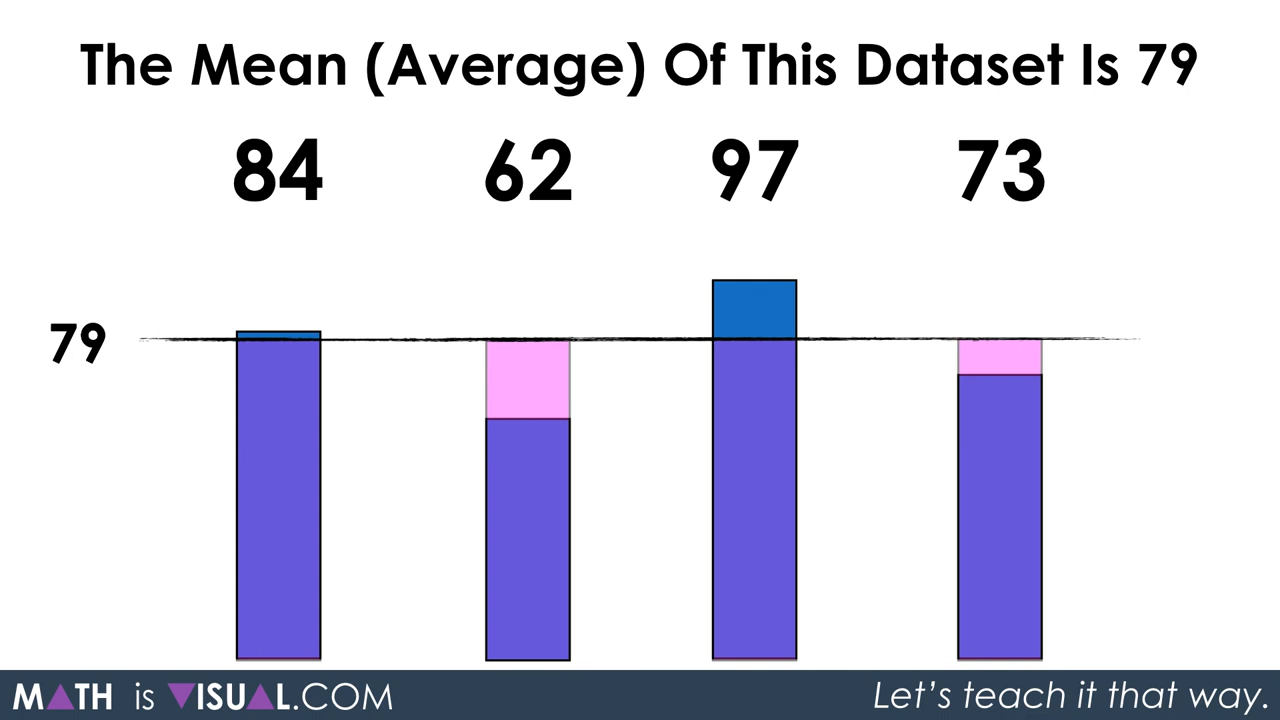 The Mean (Average) Of This Dataset Is 79
84 62 97 73
79
MATH is VISUAL.COM
Let's teach it that way.